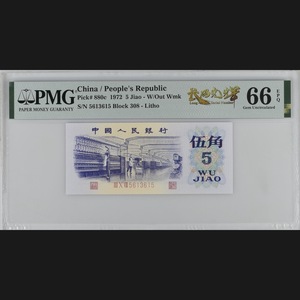 PMG
PAPER MONEY GUARANTY
China / People's Republic
Pick# 880c 1972 5 Jiao - W/Out Wmk
S/N 5613615 Block 308 - Litho
66 EPQ
Gem Uncirculated
中国人民银行
伍角
5
WU
JIAO
5613615